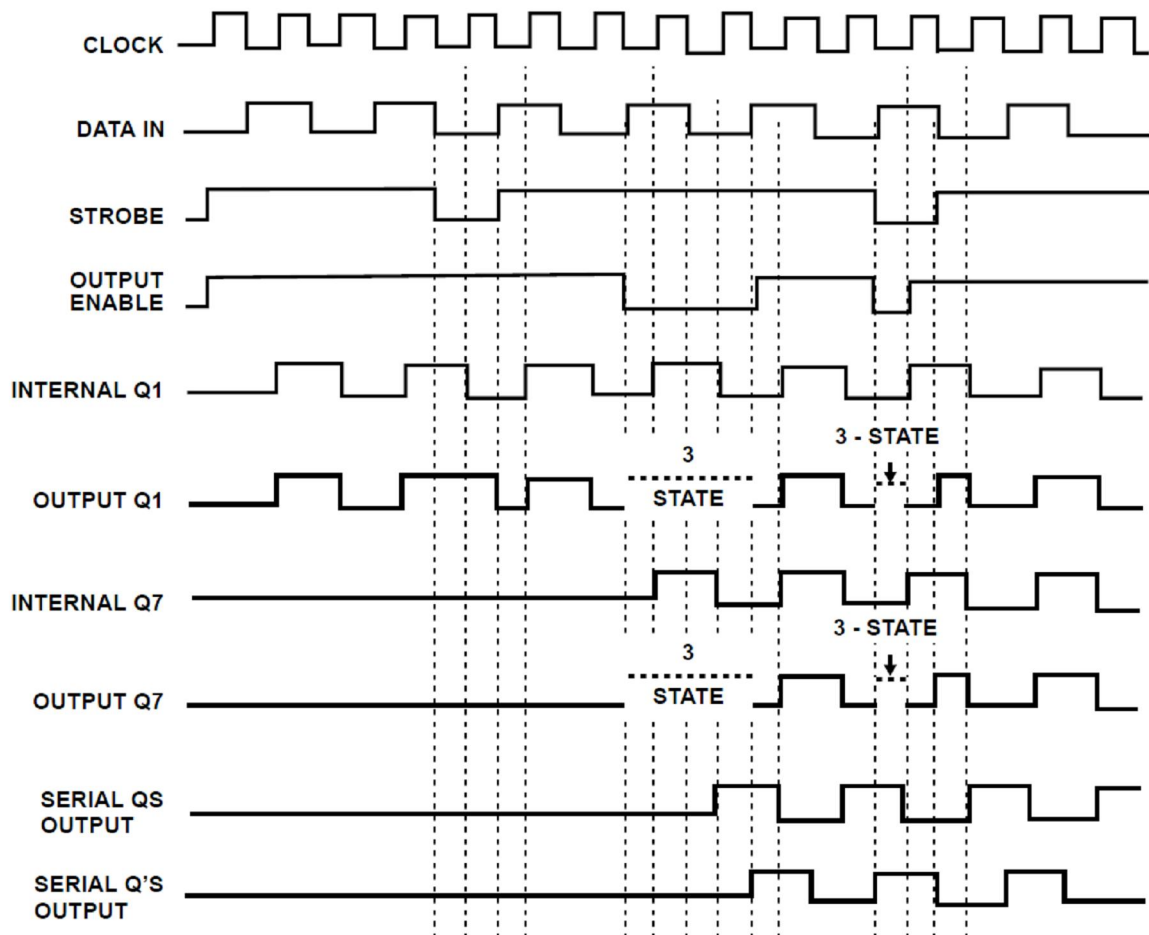 CLOCK
DATA IN
STROBE
OUTPUT
ENABLE
INTERNAL Q1
3 - STATE
3
OUTPUT Q1
STATE
INTERNAL Q7
3 - STATE
3
OUTPUT Q7
STATE
SERIAL QS
OUTPUT
SERIAL Q'S
OUTPUT